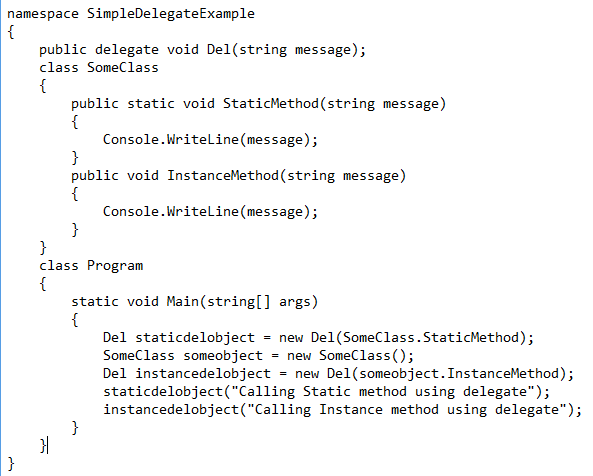 namespace SimpleDelegateExample
{
    public delegate void Del(string message);
    class SomeClass
    {
        public static void StaticMethod(string message)
        {
            Console.WriteLine(message);
        }
        public void InstanceMethod(string message)
        {
            Console.WriteLine(message);
        }
    }
    class Program
    {
        static void Main(string[] args)
        {
            Del staticdelobject = new Del(SomeClass.StaticMethod);
            SomeClass someobject = new SomeClass();
            Del instancedelobject = new Del(someobject.InstanceMethod);
            staticdelobject("Calling Static method using delegate");
            instancedelobject("Calling Instance method using delegate");
        }
    }
}